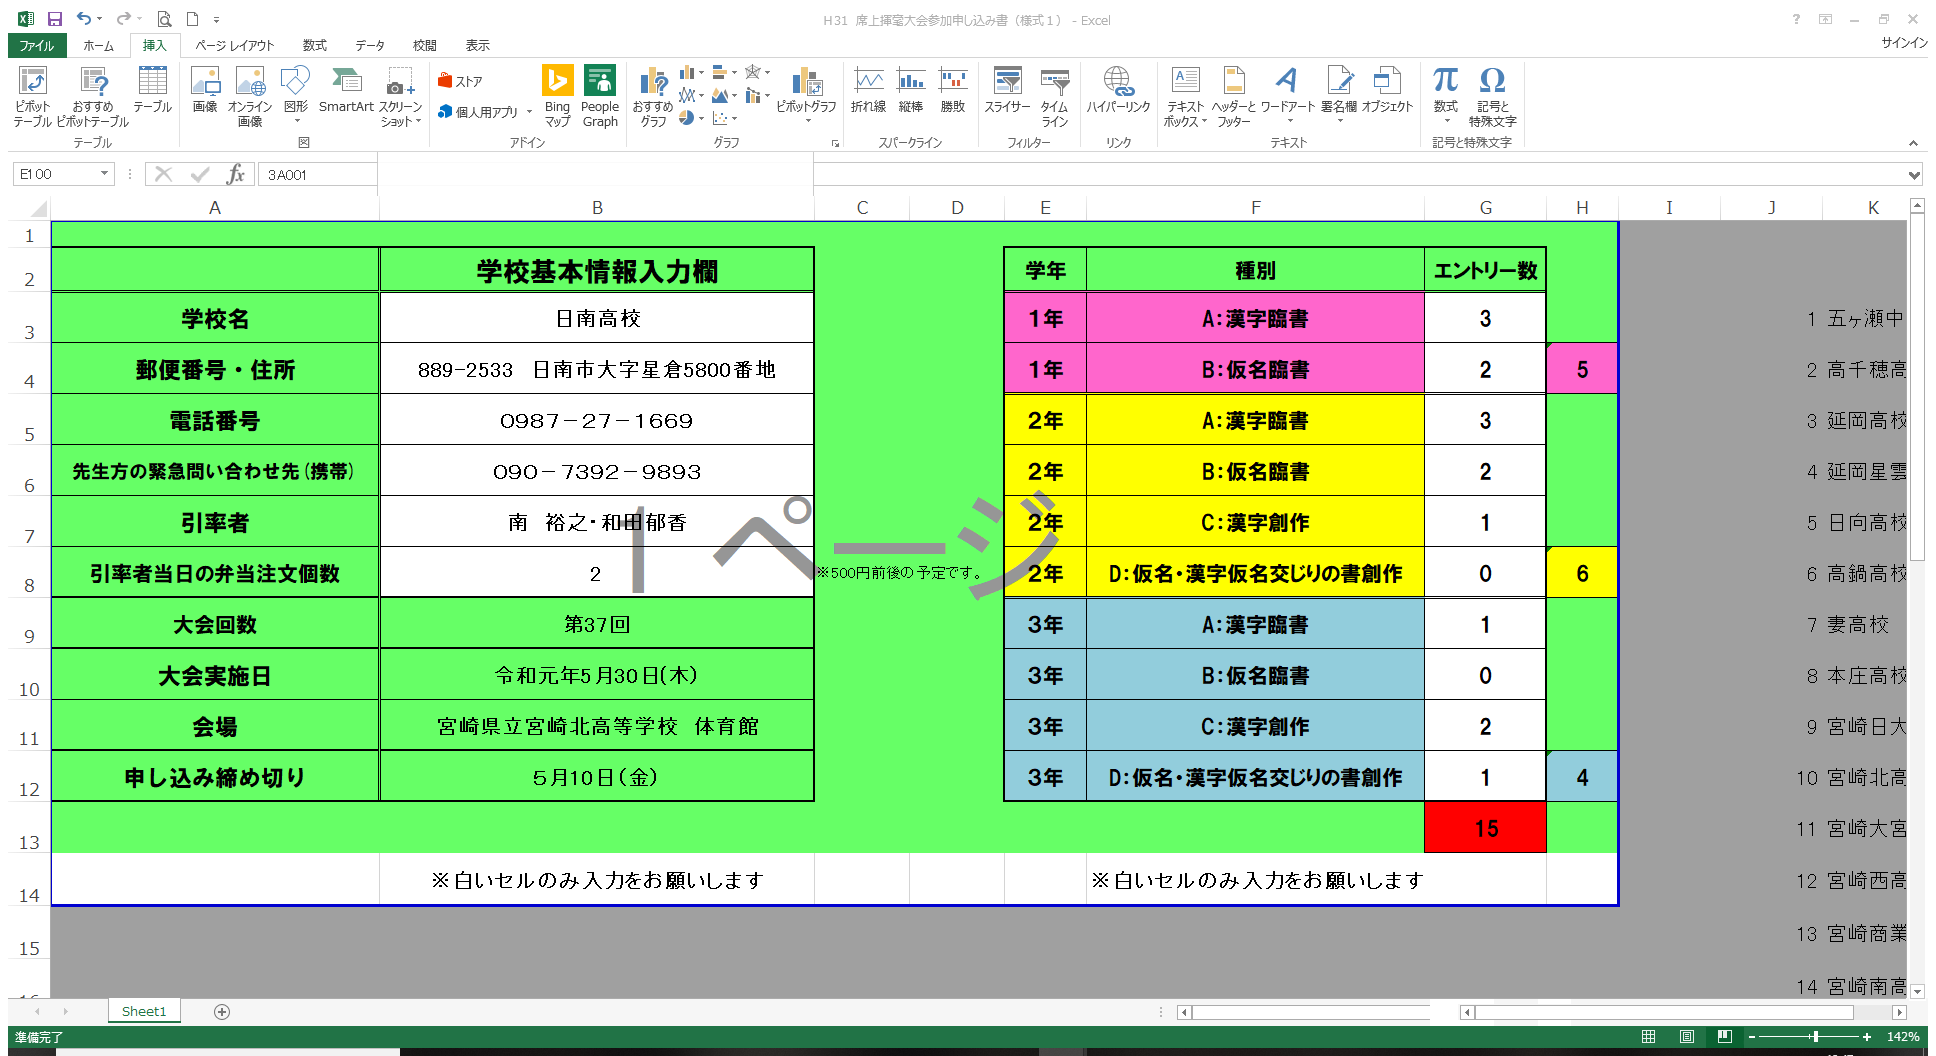 H31 席上揮毫大会参加申し込み書（様式１） - Excel
サインイン
ファイル ホーム 挿入 ページ レイアウト 数式 データ 校閲 表示
ピボット
テーブル
おすすめ
ピボットテーブル
テーブル
画像
オンライン
画像
図形
SmartArt
スクリーン
ショット
ストア
個人用アプリ
Bing
マップ
People
Graph
おすすめ
グラフ
ピボットグラフ
折れ線
縦棒
勝敗
スライサー
タイム
ライン
ハイパーリンク
テキスト
ボックス
ヘッダーと
フッター
ワードアート
署名欄
オブジェクト
数式
記号と
特殊文字
テーブル 図 アドイン グラフ スパークライン フィルター リンク テキスト 記号と特殊文字
E100 fx 3A001
A B C D E F G H I J K
1
2 学校基本情報入力欄 学年 種別 エントリー数
3 学校名 日南高校 1年 A：漢字臨書 3 1 五ヶ瀬中
4 郵便番号・住所 889-2533　日南市大字星倉5800番地 1年 B：仮名臨書 2 5 2 高千穂高
5 電話番号 0987－27－1669 2年 A：漢字臨書 3 3 延岡高校
6 先生方の緊急問い合わせ先(携帯) 090－7392－9893 2年 B：仮名臨書 2 4 延岡星雲
7 引率者 南　裕之・和田郁香 2年 C：漢字創作 1 5 日向高校
1 ページ
8 引率者当日の弁当注文個数 2 ※500円前後の予定です。 2年 D：仮名・漢字仮名交じりの書創作 0 6 6 高鍋高校
9 大会回数 第37回 3年 A：漢字臨書 1 7 妻高校
10 大会実施日 令和元年5月30日(木) 3年 B：仮名臨書 0 8 本庄高校
11 会場 宮崎県立宮崎北高等学校　体育館 3年 C：漢字創作 2 9 宮崎日大
12 申し込み締め切り ５月10日（金） 3年 D：仮名・漢字仮名交じりの書創作 1 4 10 宮崎北高
13 15 11 宮崎大宮
14 ※白いセルのみ入力をお願いします ※白いセルのみ入力をお願いします 12 宮崎西高
15 13 宮崎商業
14 宮崎南高
Sheet1
準備完了 142%